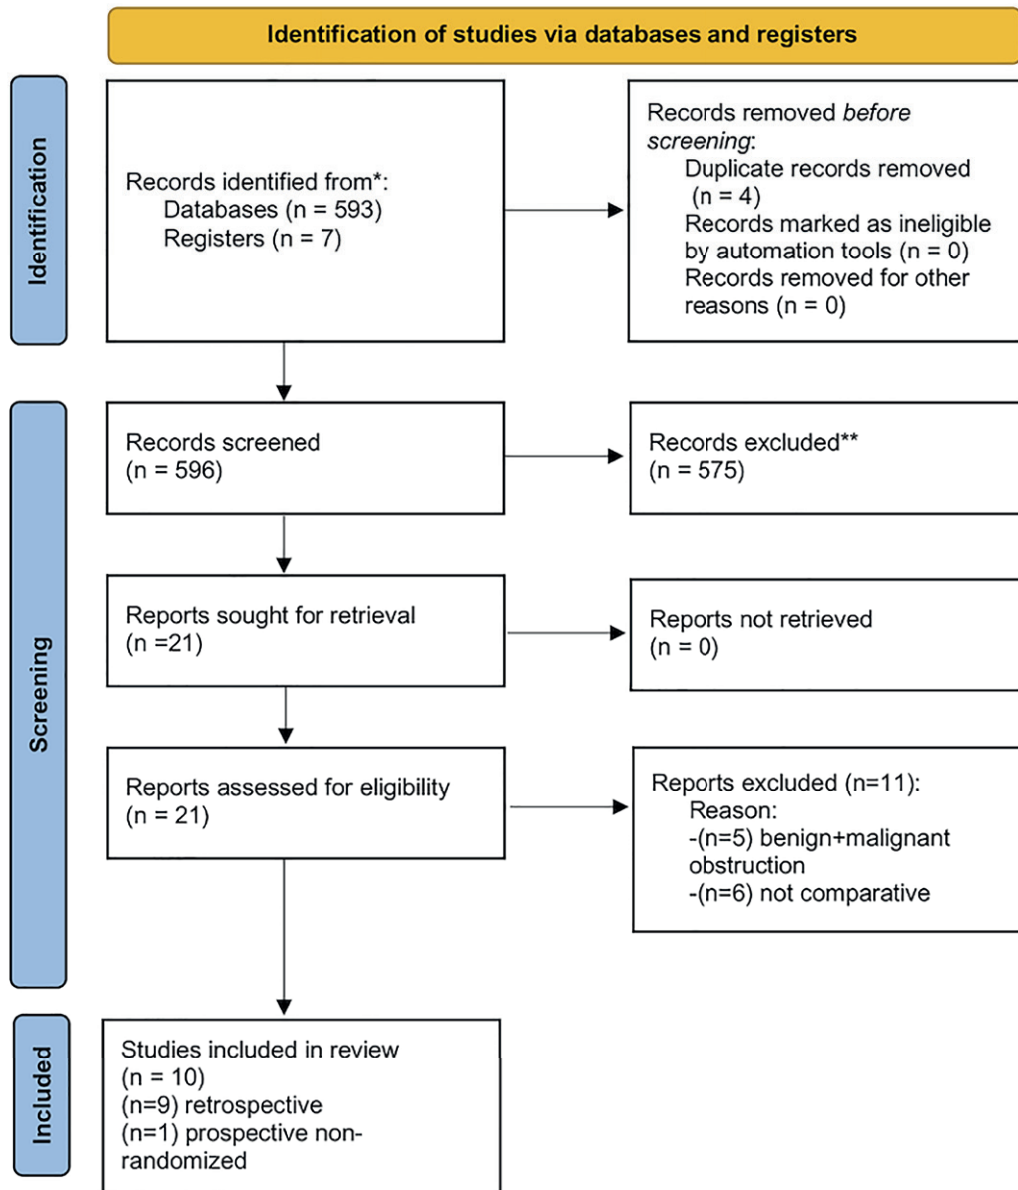 Identification of studies via databases and registers
Identification
Records identified from*:
Databases (n = 593)
Registers (n = 7)
Records removed before
screening:
Duplicate records removed
(n = 4)
Records marked as ineligible
by automation tools (n = 0)
Records removed for other
reasons (n = 0)
Screening
Records screened
(n = 596)
Records excluded**
(n = 575)
Reports sought for retrieval
(n =21)
Reports not retrieved
(n = 0)
Reports assessed for eligibility
(n = 21)
Reports excluded (n=11):
Reason:
-(n=5) benign+malignant
obstruction
-(n=6) not comparative
Included
Studies included in review
(n = 10)
(n=9) retrospective
(n=1) prospective non-
randomized